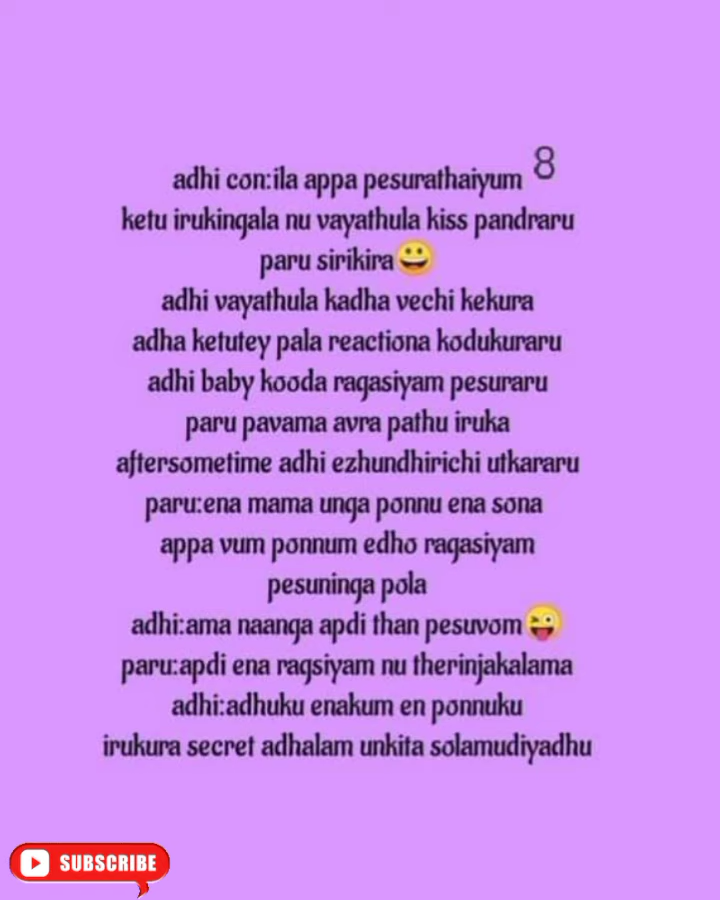 8
adhi con:ila appa pesurathaiyum
ketu irukingala nu vayathula kiss pandraru
paru sirikira😀
adhi vayathula kadha vechi kekura
adha ketutey pala reactiona kodukuraru
adhi baby kooda ragasiyam pesuraru
paru pavama avra pathu iruka
aftersometime adhi ezhundhirichi utkararu
paru:ena mama unga ponnu ena sona
appa vum ponnum edho ragasiyam
pesuninga pola
adhi:ama naanga apdi than pesuvom😜
paru:apdi ena ragsiyam nu therinjakalama
adhi:adhuku enakum en ponnuku
irukura secret adhalam unkita solamudiyadhu
SUBSCRIBE